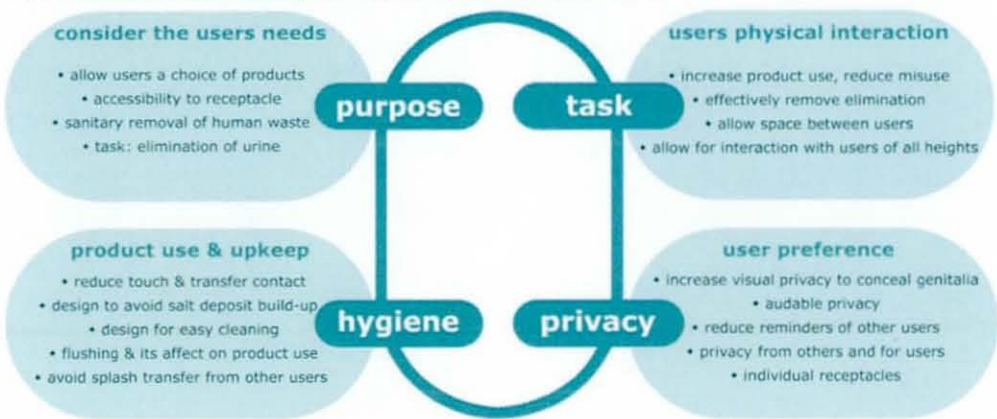 consider the users needs
• allow users a choice of products
• accessibility to receptacle
• sanitary removal of human waste
• task: elimination of urine
purpose
users physical interaction
• increase product use, reduce misuse
• effectively remove elimination
• allow space between users
• allow for interaction with users of all heights
task
product use & upkeep
• reduce touch & transfer contact
• design to avoid salt deposit build-up
• design for easy cleaning
• flushing & its affect on product use
• avoid splash transfer from other users
hygiene
user preference
• increase visual privacy to conceal genitalia
• audable privacy
• reduce reminders of other users
• privacy from others and for users
• individual receptacles
privacy